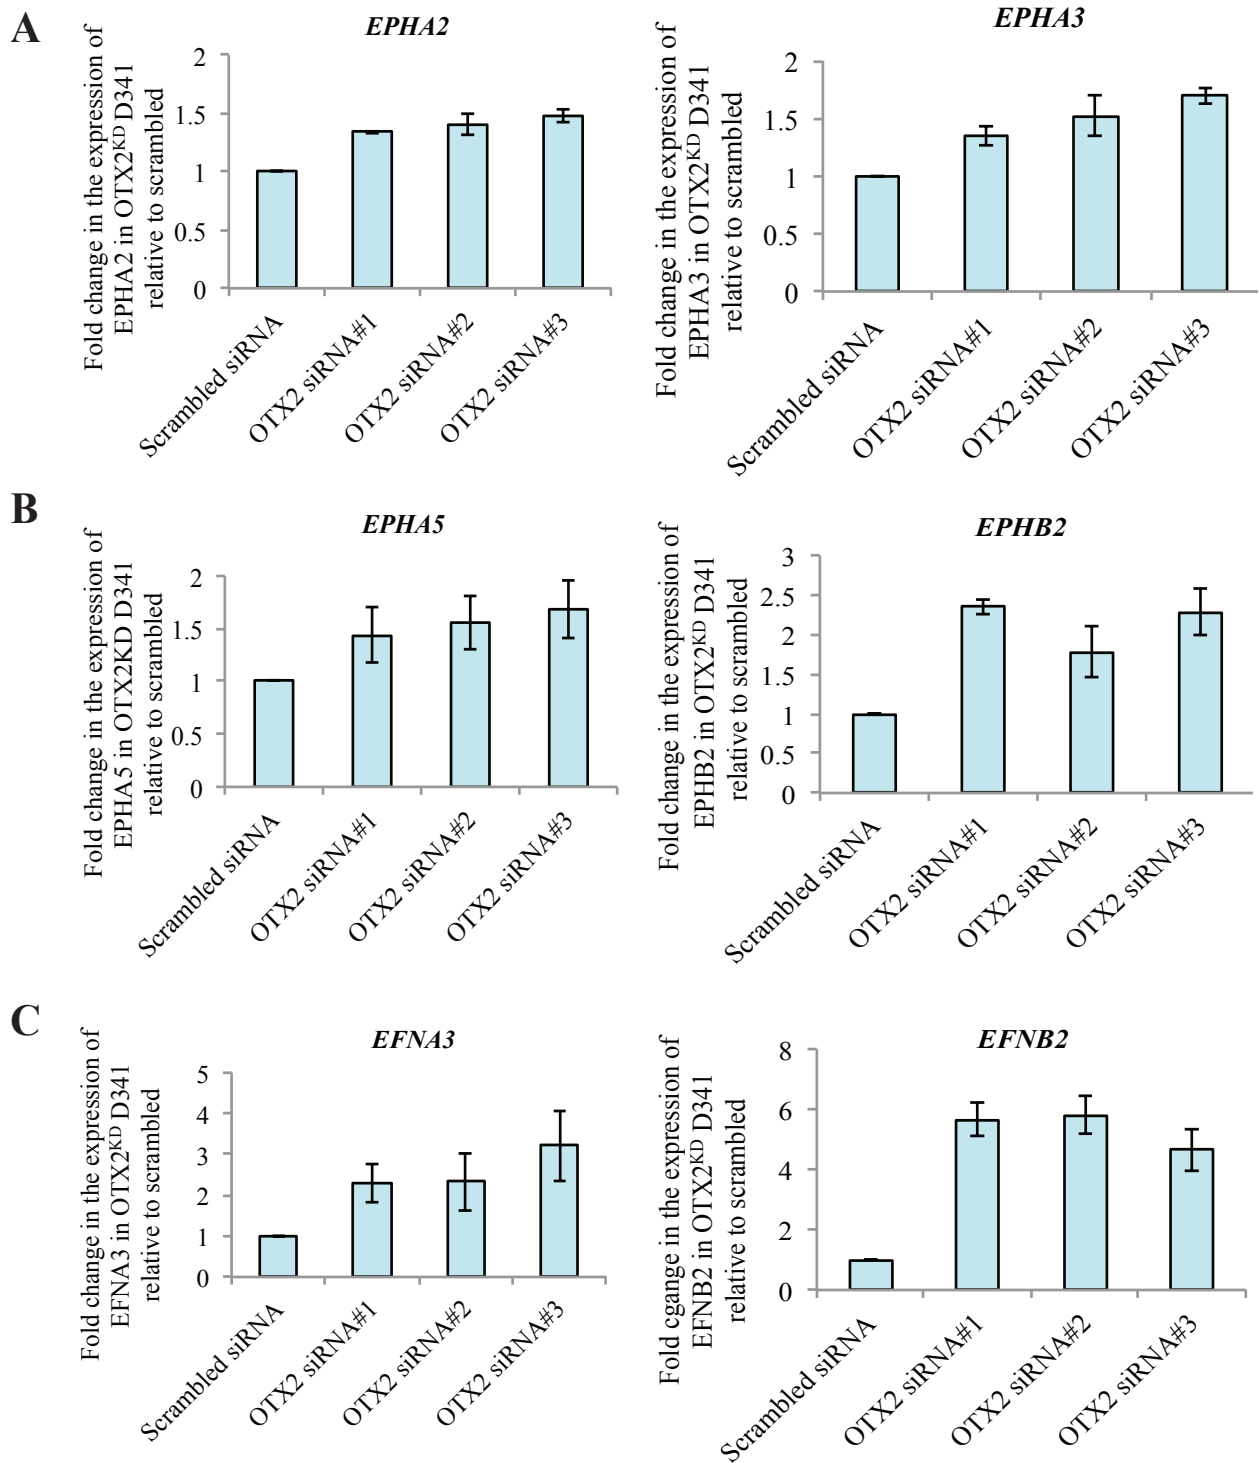 A
EPHA2
Fold change in the expression of
EPHA2 in OTX2KD D341
relative to scrambled
2
1.5
1
0.5
0
Scrambled siRNA
OTX2 siRNA#1
OTX2 siRNA#2
OTX2 siRNA#3
EPHA3
Fold change in the expression of
EPHA3 in OTX2KD D341
relative to scrambled
2
1.5
1
0.5
0
Scrambled siRNA
OTX2 siRNA#1
OTX2 siRNA#2
OTX2 siRNA#3
B
EPHA5
Fold change in the expression of
EPHA5 in OTX2KD D341
relative to scrambled
2
1.5
1
0.5
0
Scrambled siRNA
OTX2 siRNA#1
OTX2 siRNA#2
OTX2 siRNA#3
EPHB2
Fold change in the expression of
EPHB2 in OTX2KD D341
relative to scrambled
3
2.5
2
1.5
1
0.5
0
Scrambled siRNA
OTX2 siRNA#1
OTX2 siRNA#2
OTX2 siRNA#3
C
EFNA3
Fold change in the expression of
EFNA3 in OTX2KD D341
relative to scrambled
5
4
3
2
1
0
Scrambled siRNA
OTX2 siRNA#1
OTX2 siRNA#2
OTX2 siRNA#3
EFNB2
Fold cgange in the expression of
EFNB2 in OTX2KD D341
relative to scrambled
8
6
4
2
0
Scrambled siRNA
OTX2 siRNA#1
OTX2 siRNA#2
OTX2 siRNA#3